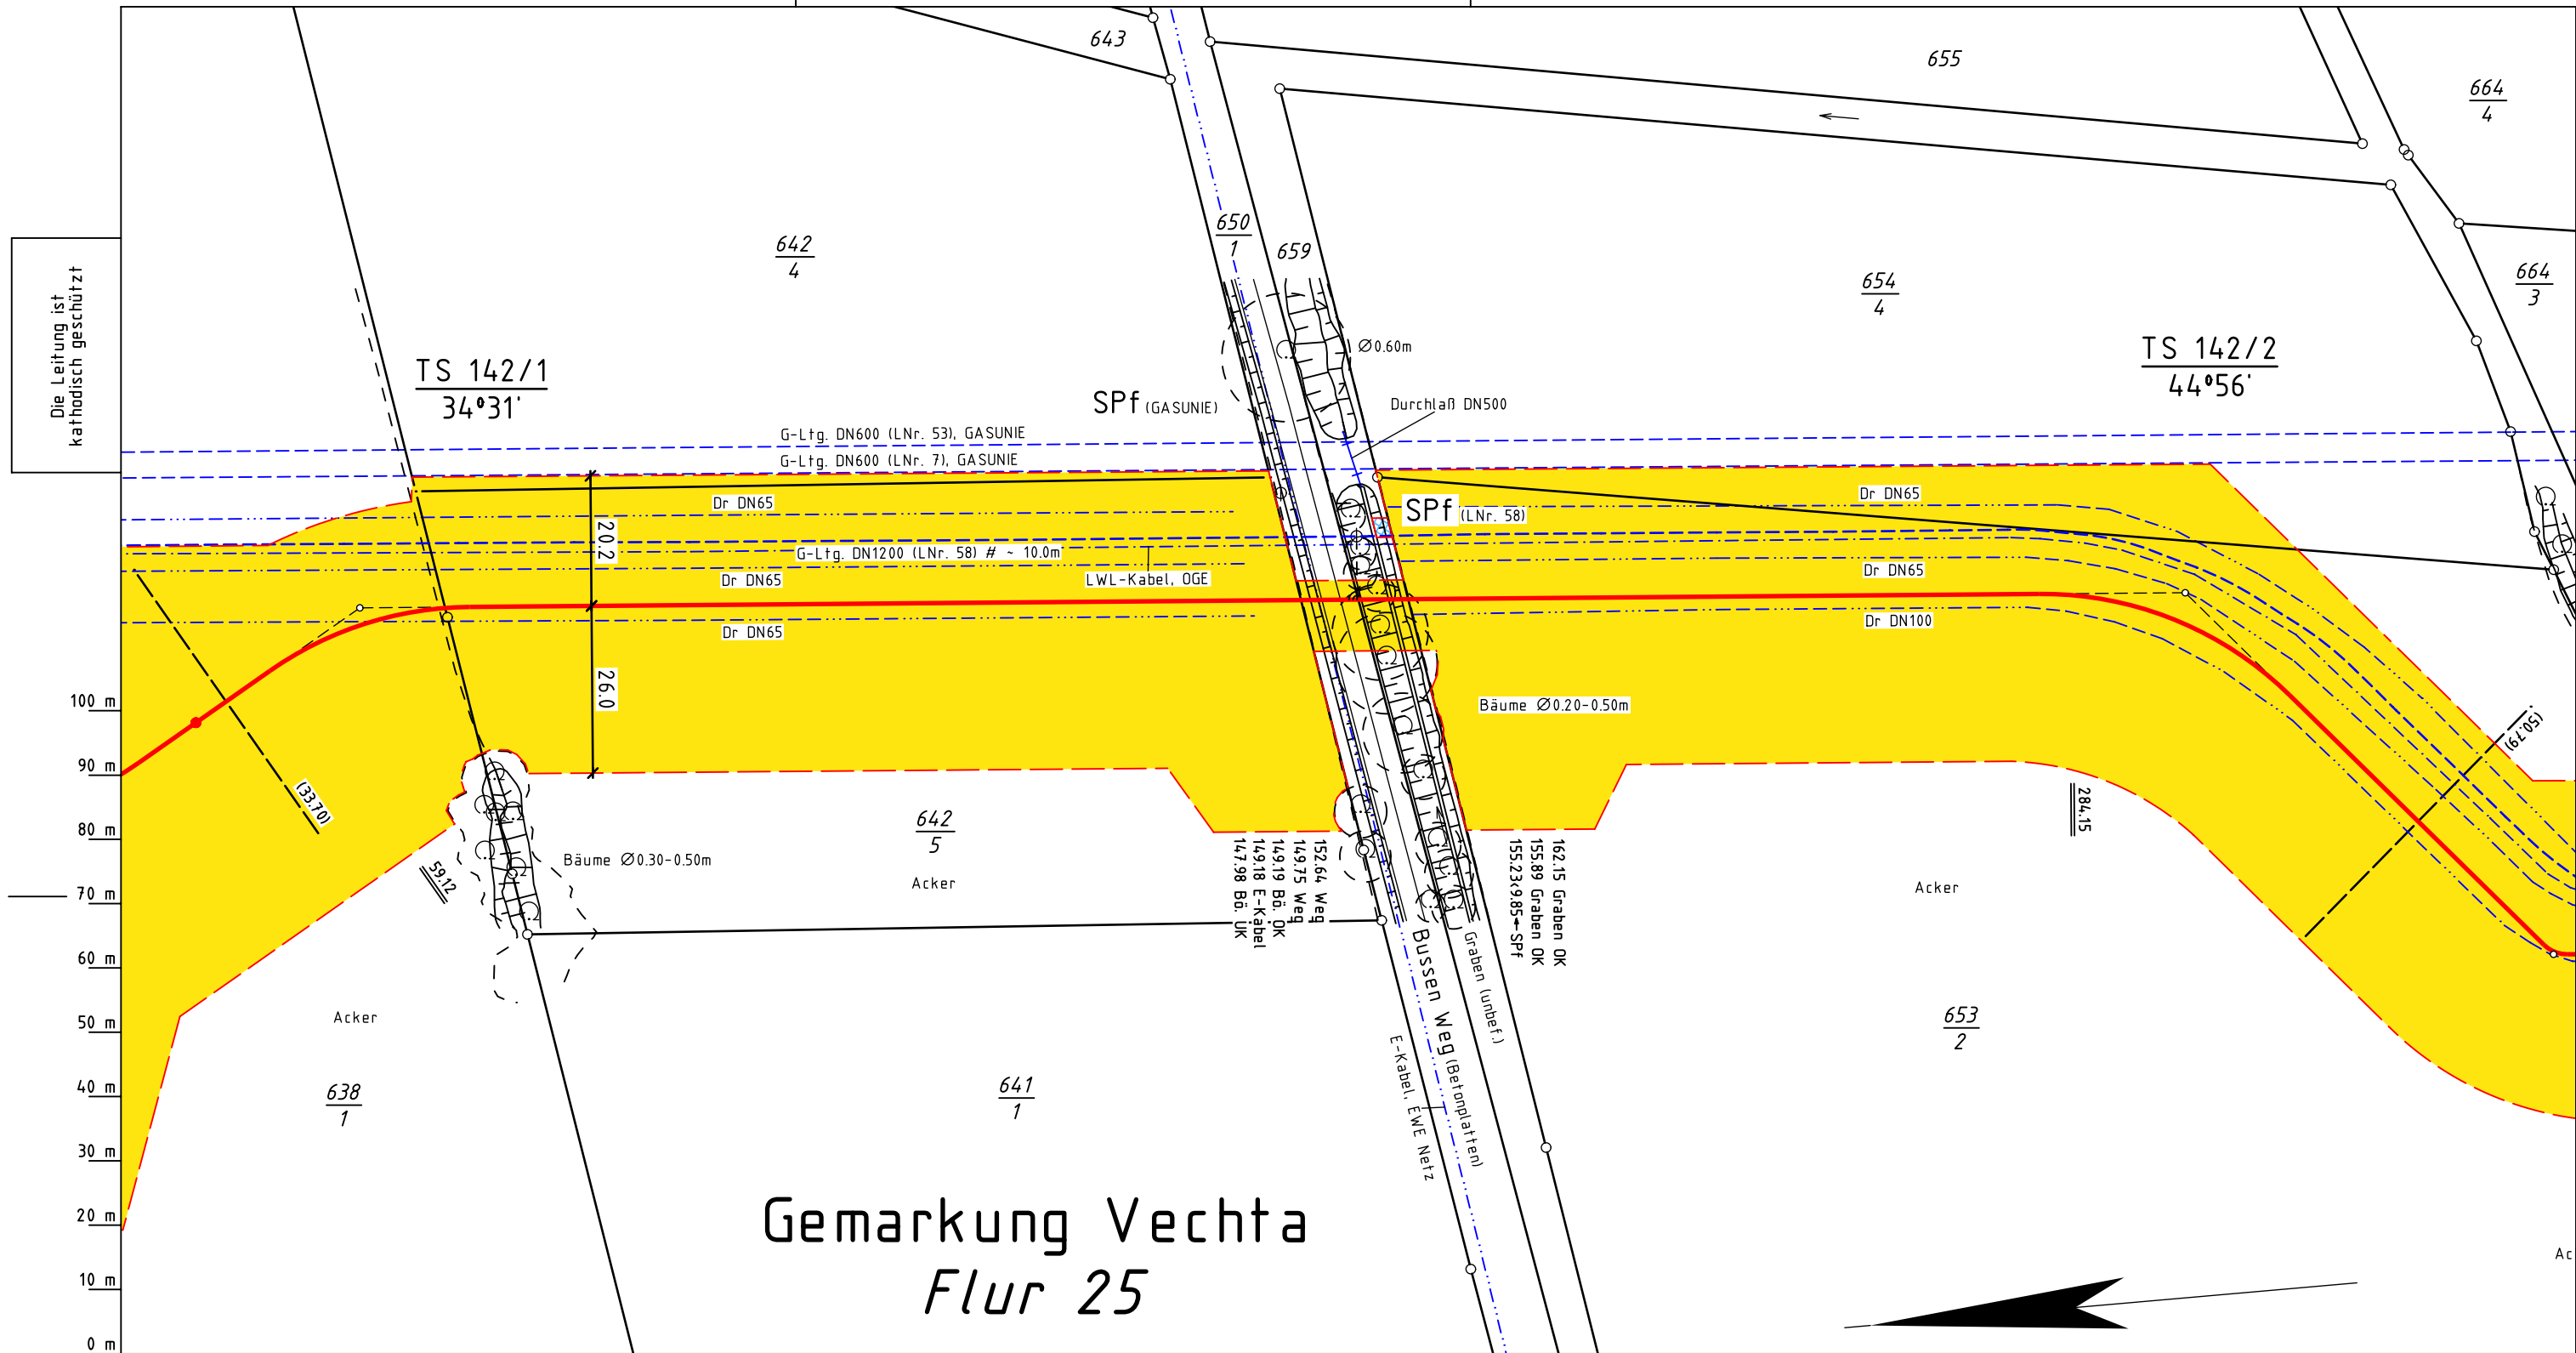 643
655
664
4
650
1
659
642
4
654
4
664
3
Die Leitung ist
kathodisch geschützt
TS 142/1
34°31'
TS 142/2
44°56'
Ø0.60m
SPf (GASUNIE)
Durchlaß DN500
G-Ltg. DN600 (LNr. 53), GASUNIE
G-Ltg. DN600 (LNr. 7), GASUNIE
Dr DN65
Dr DN65
SPf (LNr. 58)
20.2
G-Ltg. DN1200 (LNr. 58) # ~ 10.0m
LWL-Kabel, OGE
Dr DN65
Dr DN65
Dr DN65
Dr DN100
26.0
Bäume Ø0.20-0.50m
(50.79)
(33.70)
284.15
59.12
642
5
Bäume Ø0.30-0.50m
Acker
Acker
147.98 Bö. UK
149.18 E-Kabel
149.19 Bö. OK
149.75 Weg
152.64 Weg
155.23<9.85←SPf
155.89 Graben OK
162.15 Graben OK
Bussen Weg (Betonplatten)
Graben (unbef.)
E-Kabel, EWE Netz
Acker
638
1
641
1
653
2
Ac
100 m
90 m
80 m
70 m
60 m
50 m
40 m
30 m
20 m
10 m
0 m
Gemarkung Vechta
Flur 25